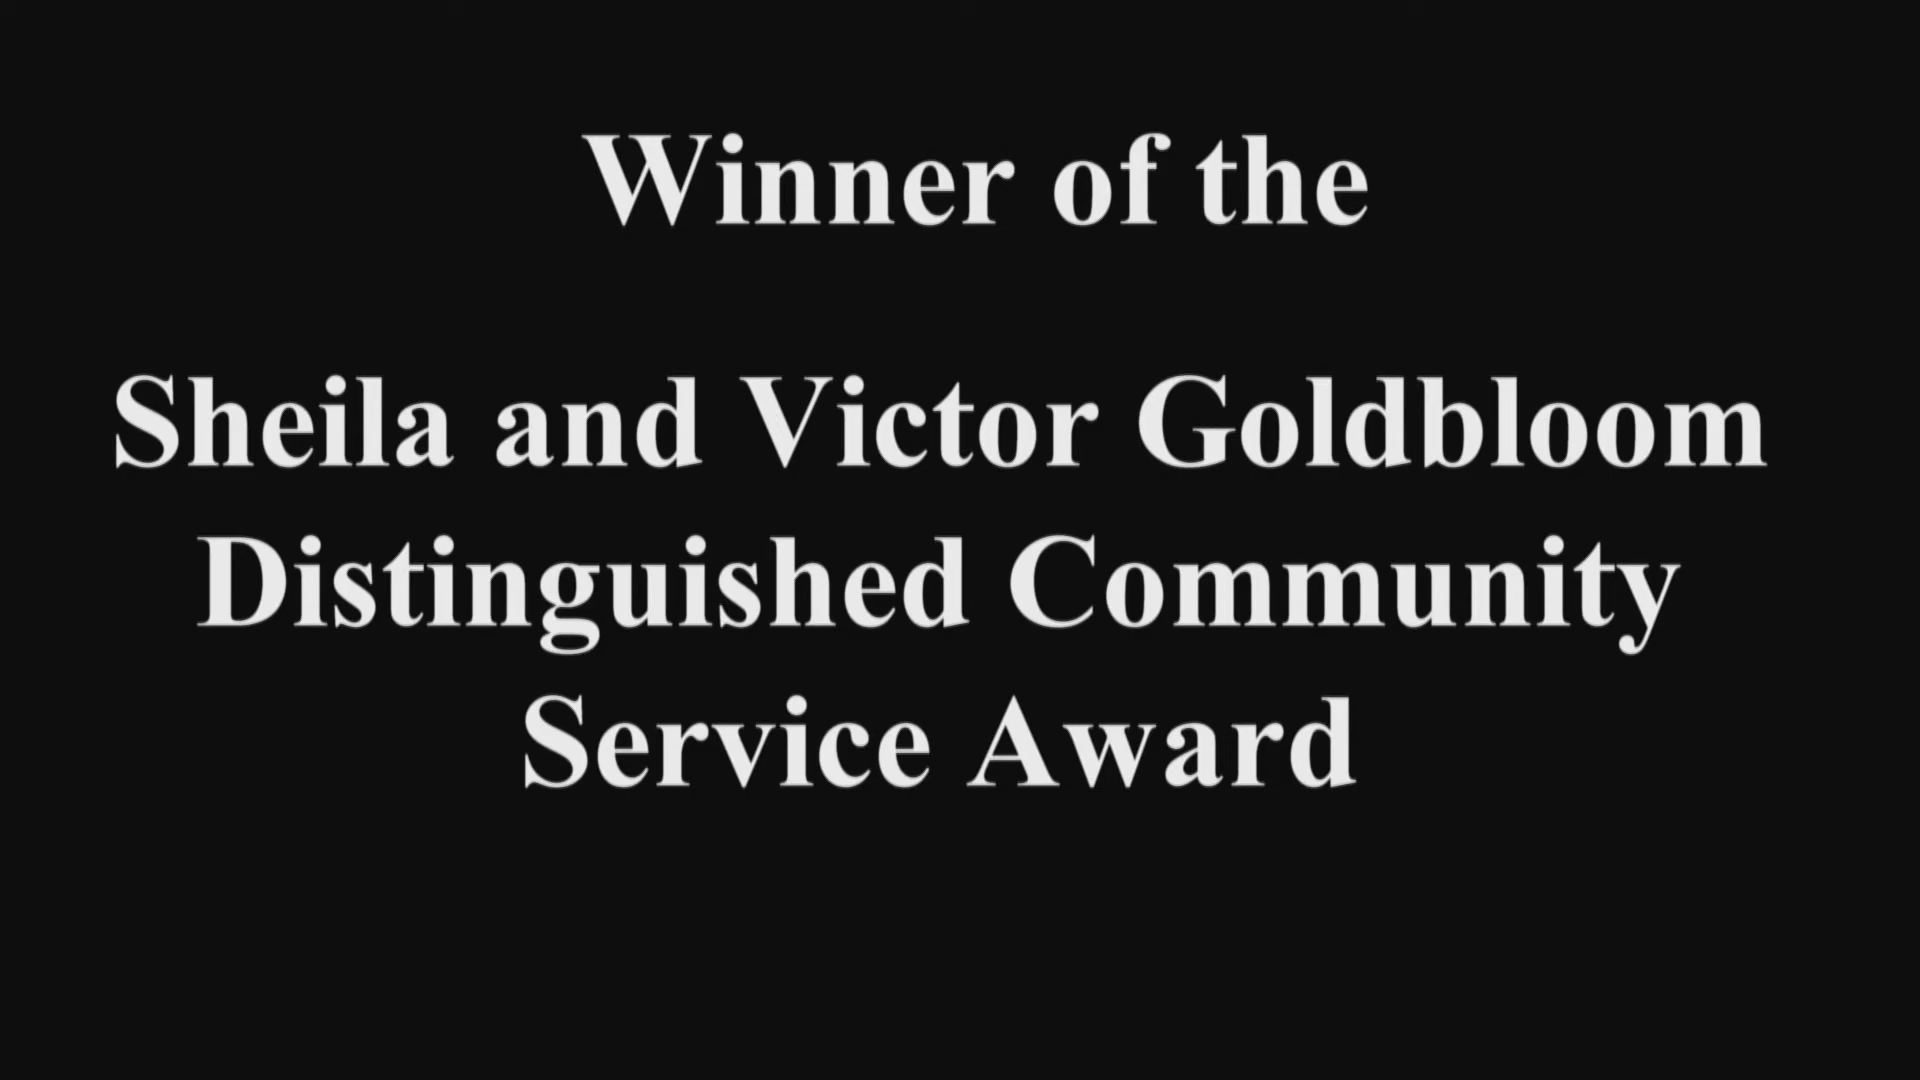 Winner of the
Sheila and Victor Goldbloom
Distinguished Community
Service Award